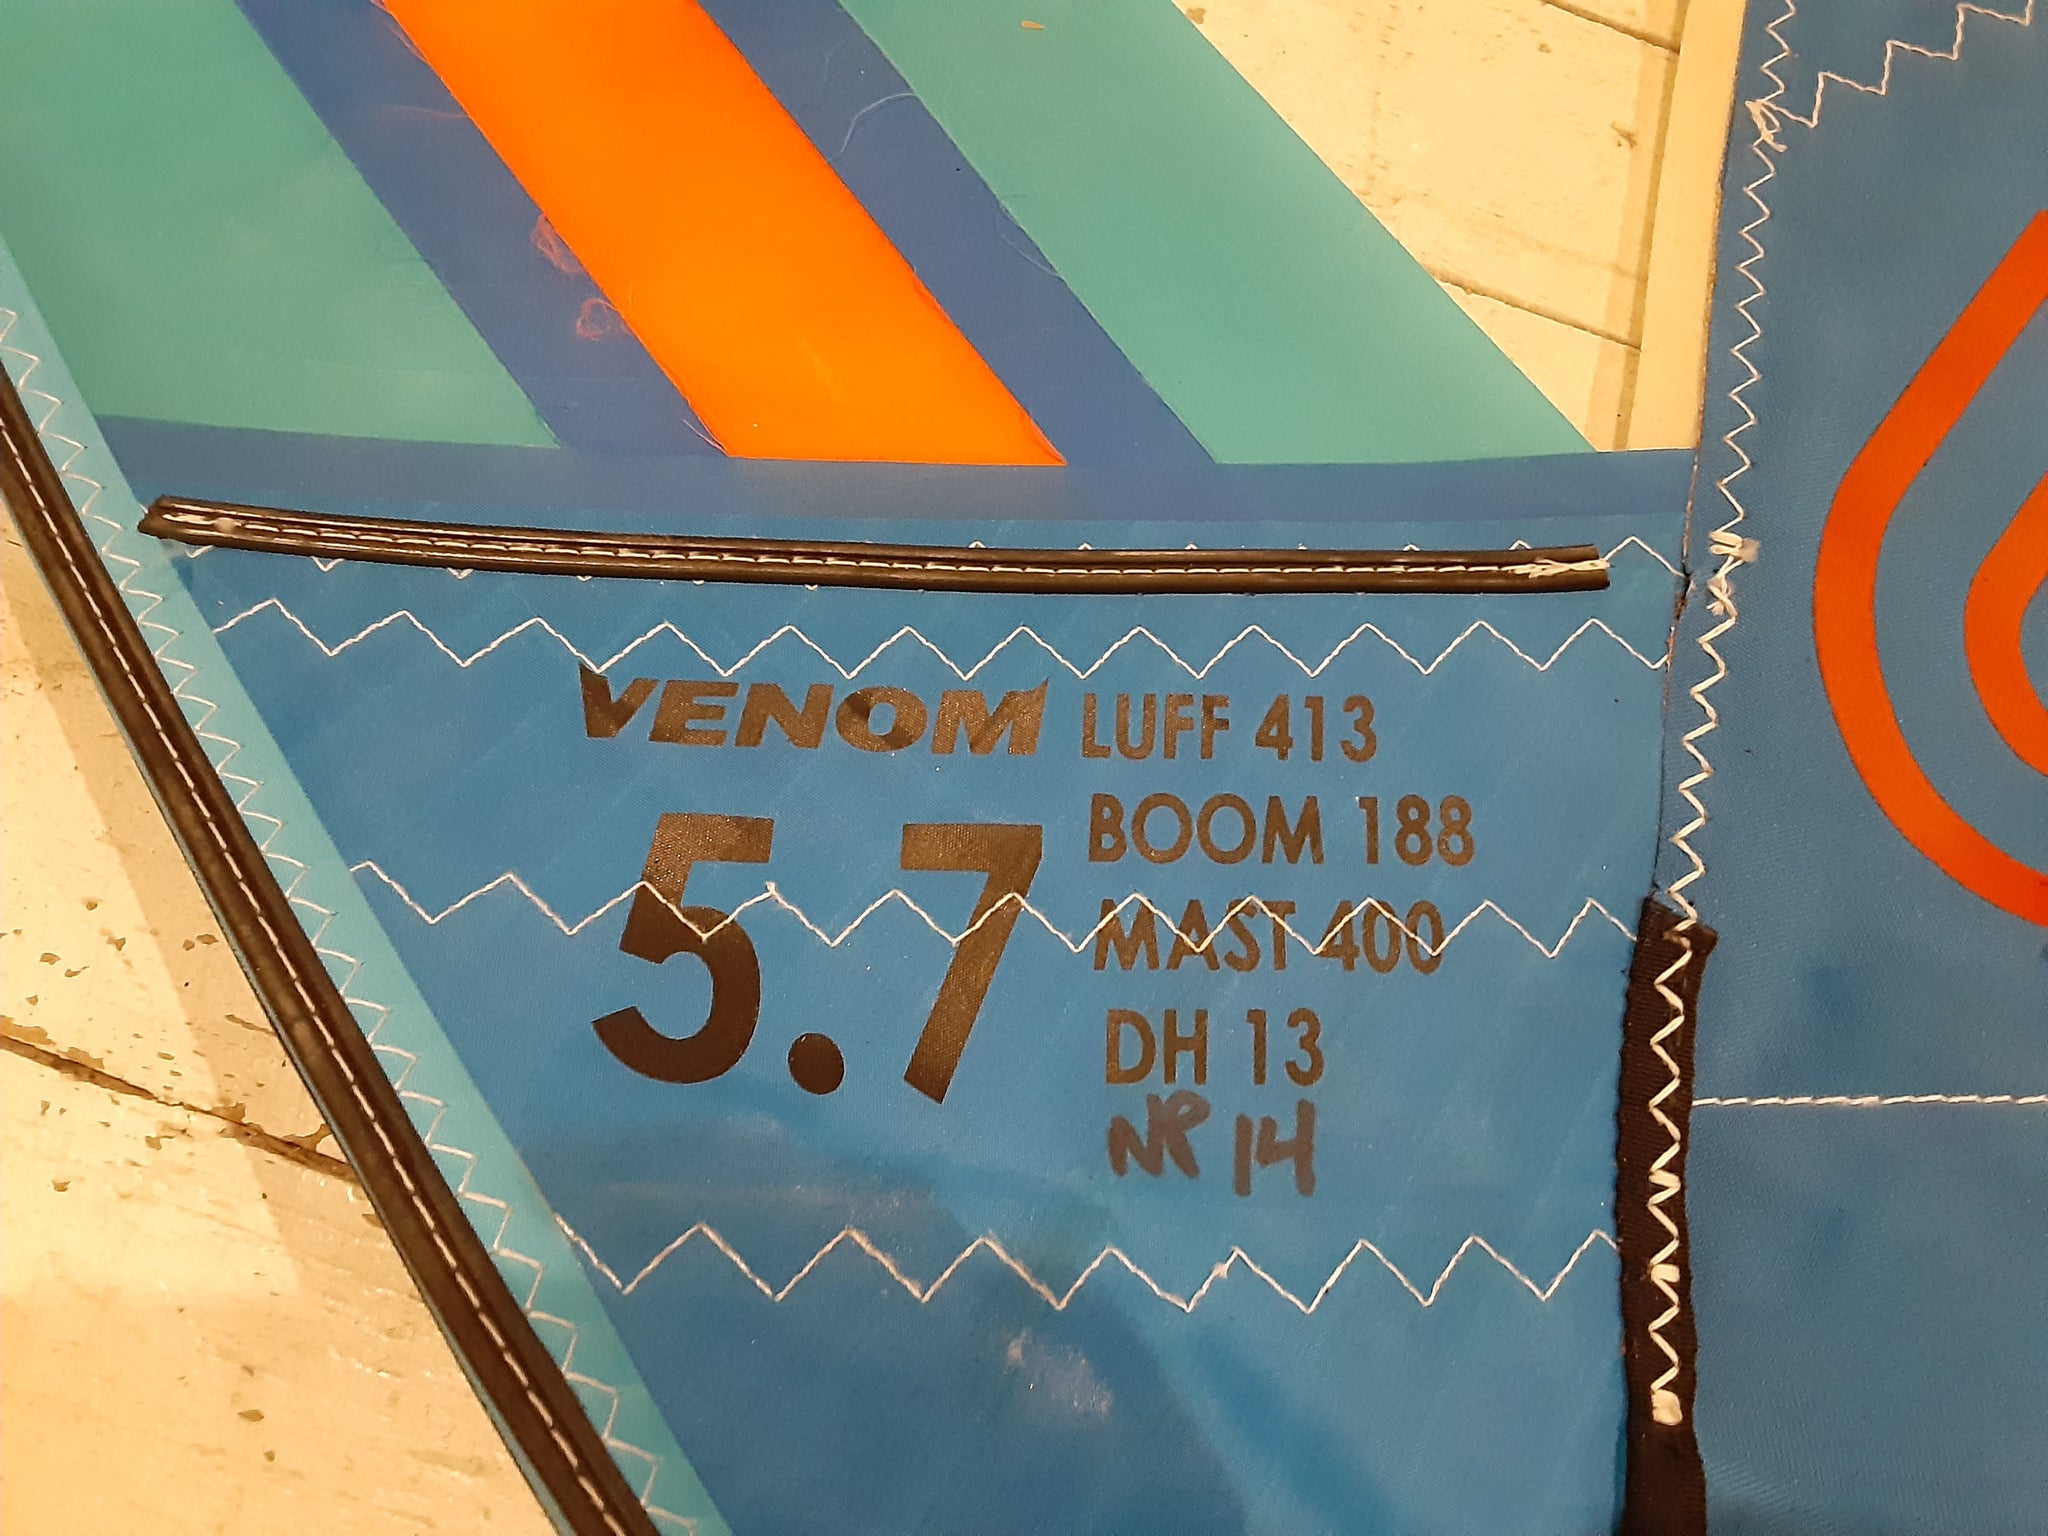 VENOM
5.7
LUFF 413
BOOM 188
MAST 400
DH 13
NR 14